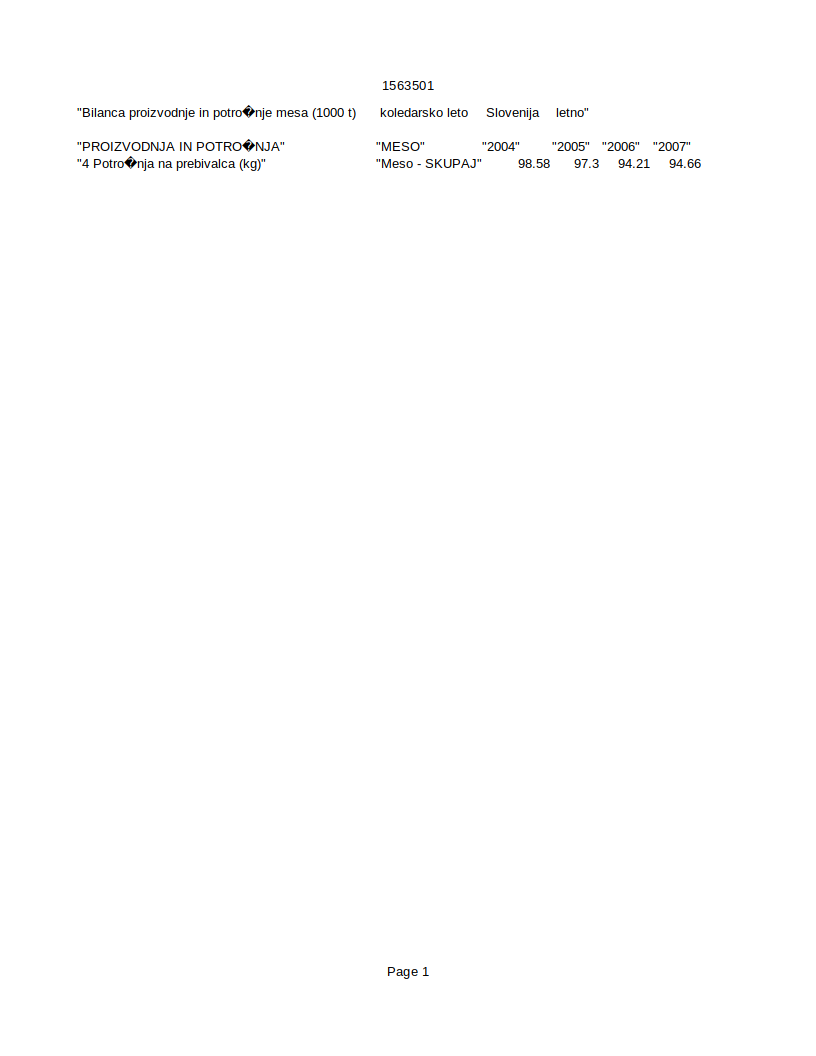 1563501
"Bilanca proizvodnje in potro�nje mesa (1000 t) koledarsko leto Slovenija letno"
"PROIZVODNJA IN POTRO�NJA" "MESO" "2004" "2005" "2006" "2007"
"4 Potro�nja na prebivalca (kg)" "Meso - SKUPAJ" 98.58 97.3 94.21 94.66
Page 1